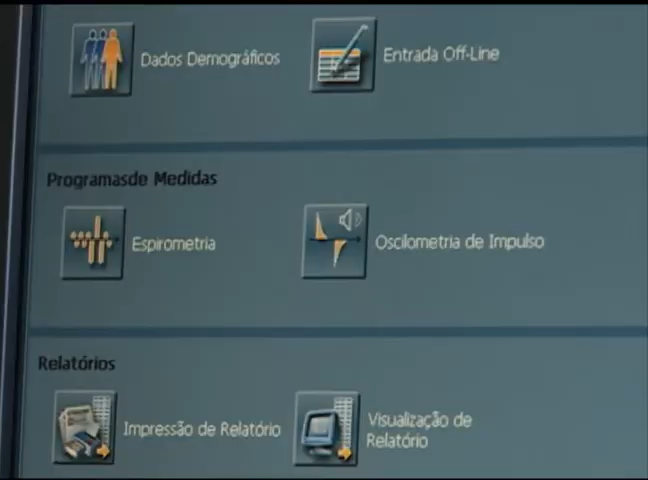 Dados Demográficos
Entrada Off-Line
Programasde Medidas
Espirometria
Oscilometria de Impulso
Relatórios
Impressão de Relatório
Visualização de
Relatório